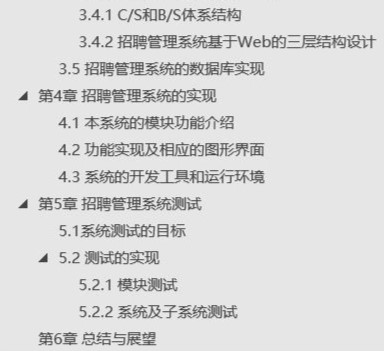 3.4.1 C/S和B/S体系结构
3.4.2 招聘管理系统基于Web的三层结构设计
3.5 招聘管理系统的数据库实现
第4章 招聘管理系统的实现
4.1 本系统的模块功能介绍
4.2 功能实现及相应的图形界面
4.3 系统的开发工具和运行环境
第5章 招聘管理系统测试
5.1系统测试的目标
5.2 测试的实现
5.2.1 模块测试
5.2.2 系统及子系统测试
第6章 总结与展望